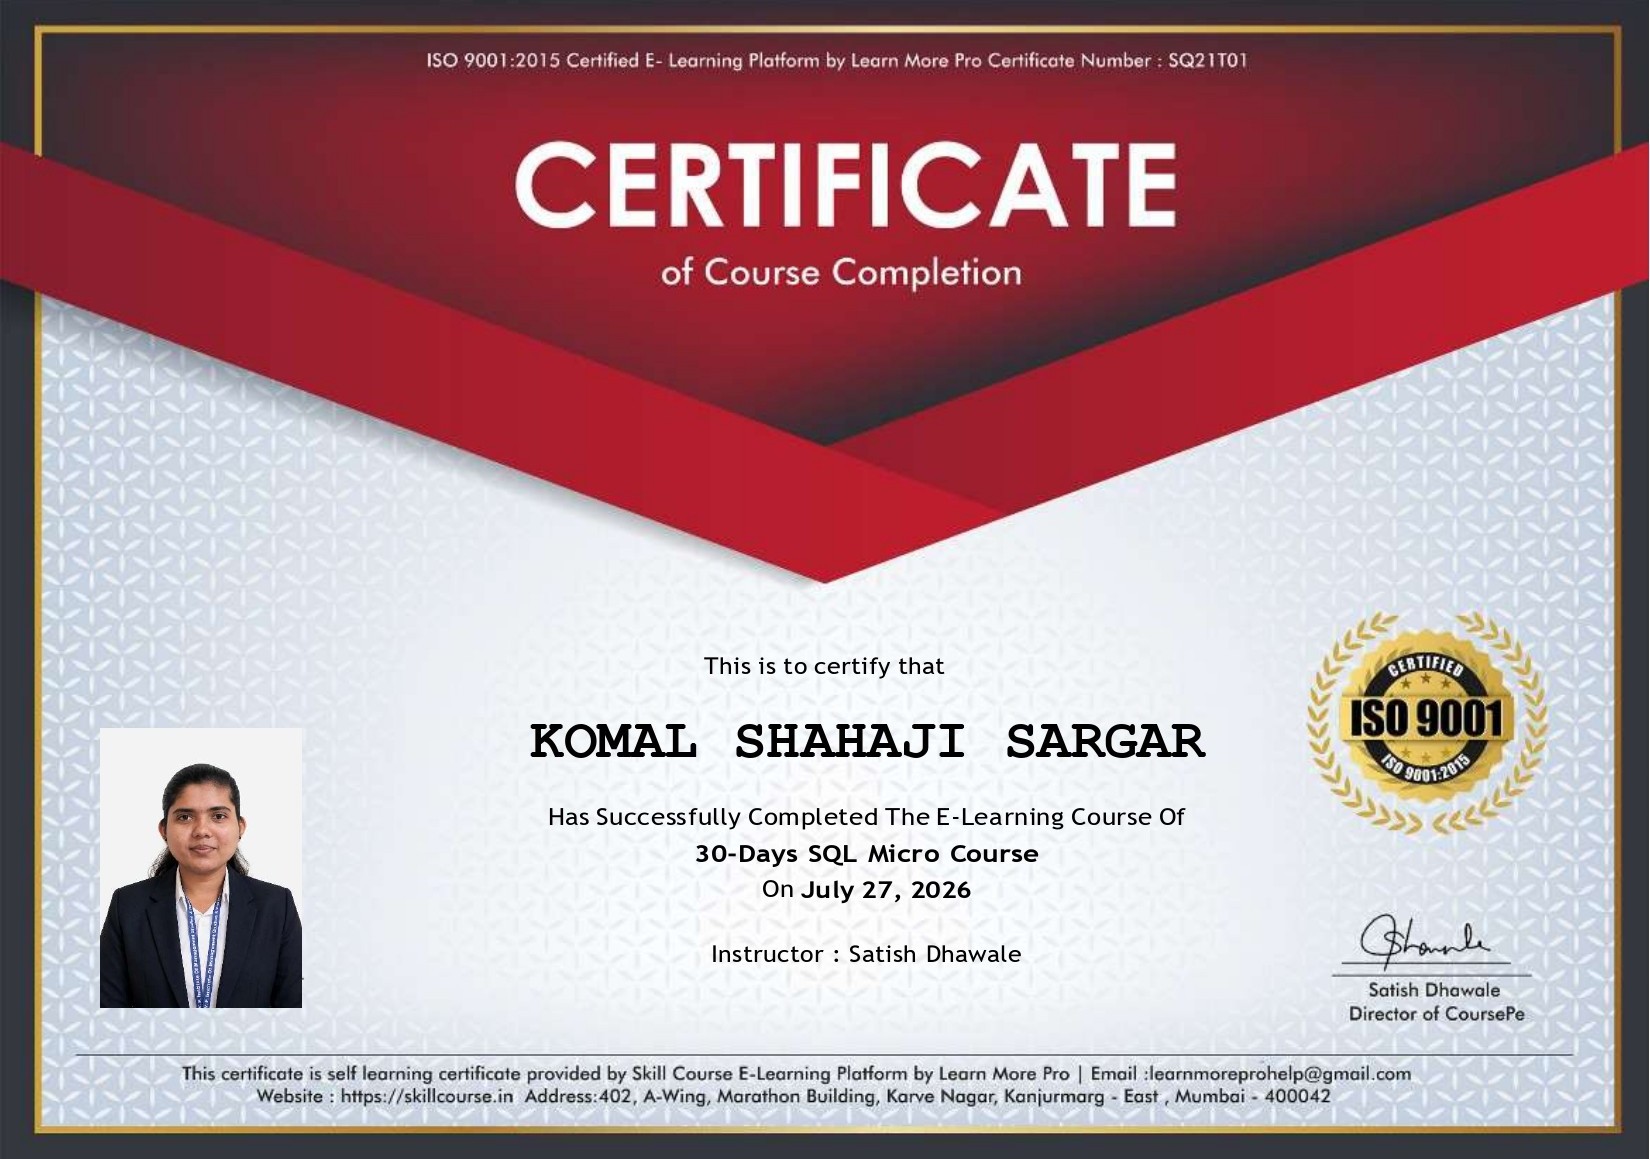 ISO 9001:2015 Certified E- Learning Platform by Learn More Pro Certificate Number : SQ21T01
CERTIFICATE
of Course Completion
This is to certify that
KOMAL SHAHAJI SARGAR
Has Successfully Completed The E-Learning Course Of
30-Days SQL Micro Course
On July 27, 2026
Instructor : Satish Dhawale
CERTIFIED
ISO 9001
ISO 9001:2015
Satish Dhawale
Director of CoursePe
This certificate is self learning certificate provided by Skill Course E-Learning Platform by Learn More Pro | Email :learnmoreprohelp@gmail.com
Website : https://skillcourse.in Address:402, A-Wing, Marathon Building, Karve Nagar, Kanjurmarg - East , Mumbai - 400042